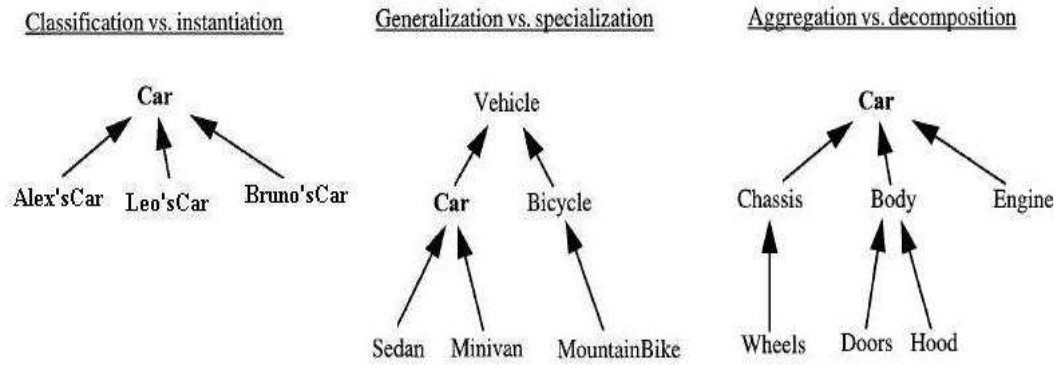 Classification vs. instantiation
Generalization vs. specialization
Aggregation vs. decomposition
Car
Alex'sCar
Leo'sCar
Bruno'sCar
Vehicle
Car
Bicycle
Sedan
Minivan
MountainBike
Car
Chassis
Body
Engine
Wheels
Doors
Hood